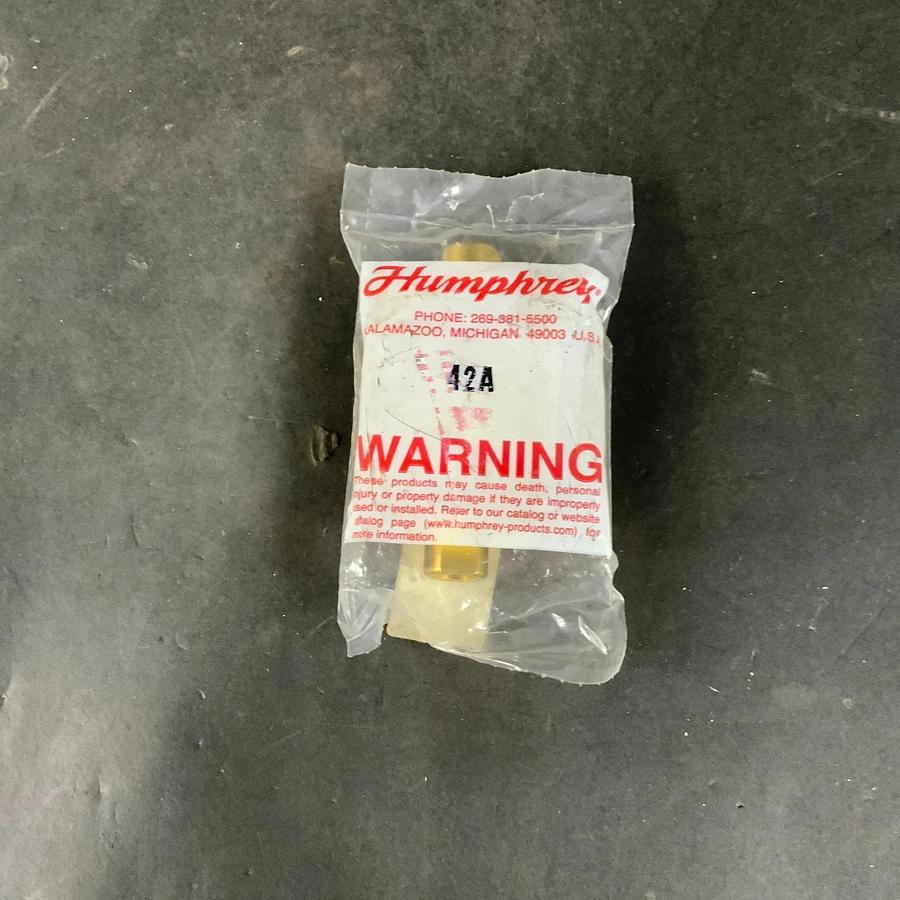 Humphrey®
PHONE: 269-381-5500
KALAMAZOO, MICHIGAN 49003 U.S.A.
42A
WARNING
These products may cause death, personal
injury or property damage if they are improperly
used or installed. Refer to our catalog or website
catalog page (www.humphrey-products.com) for
more information.